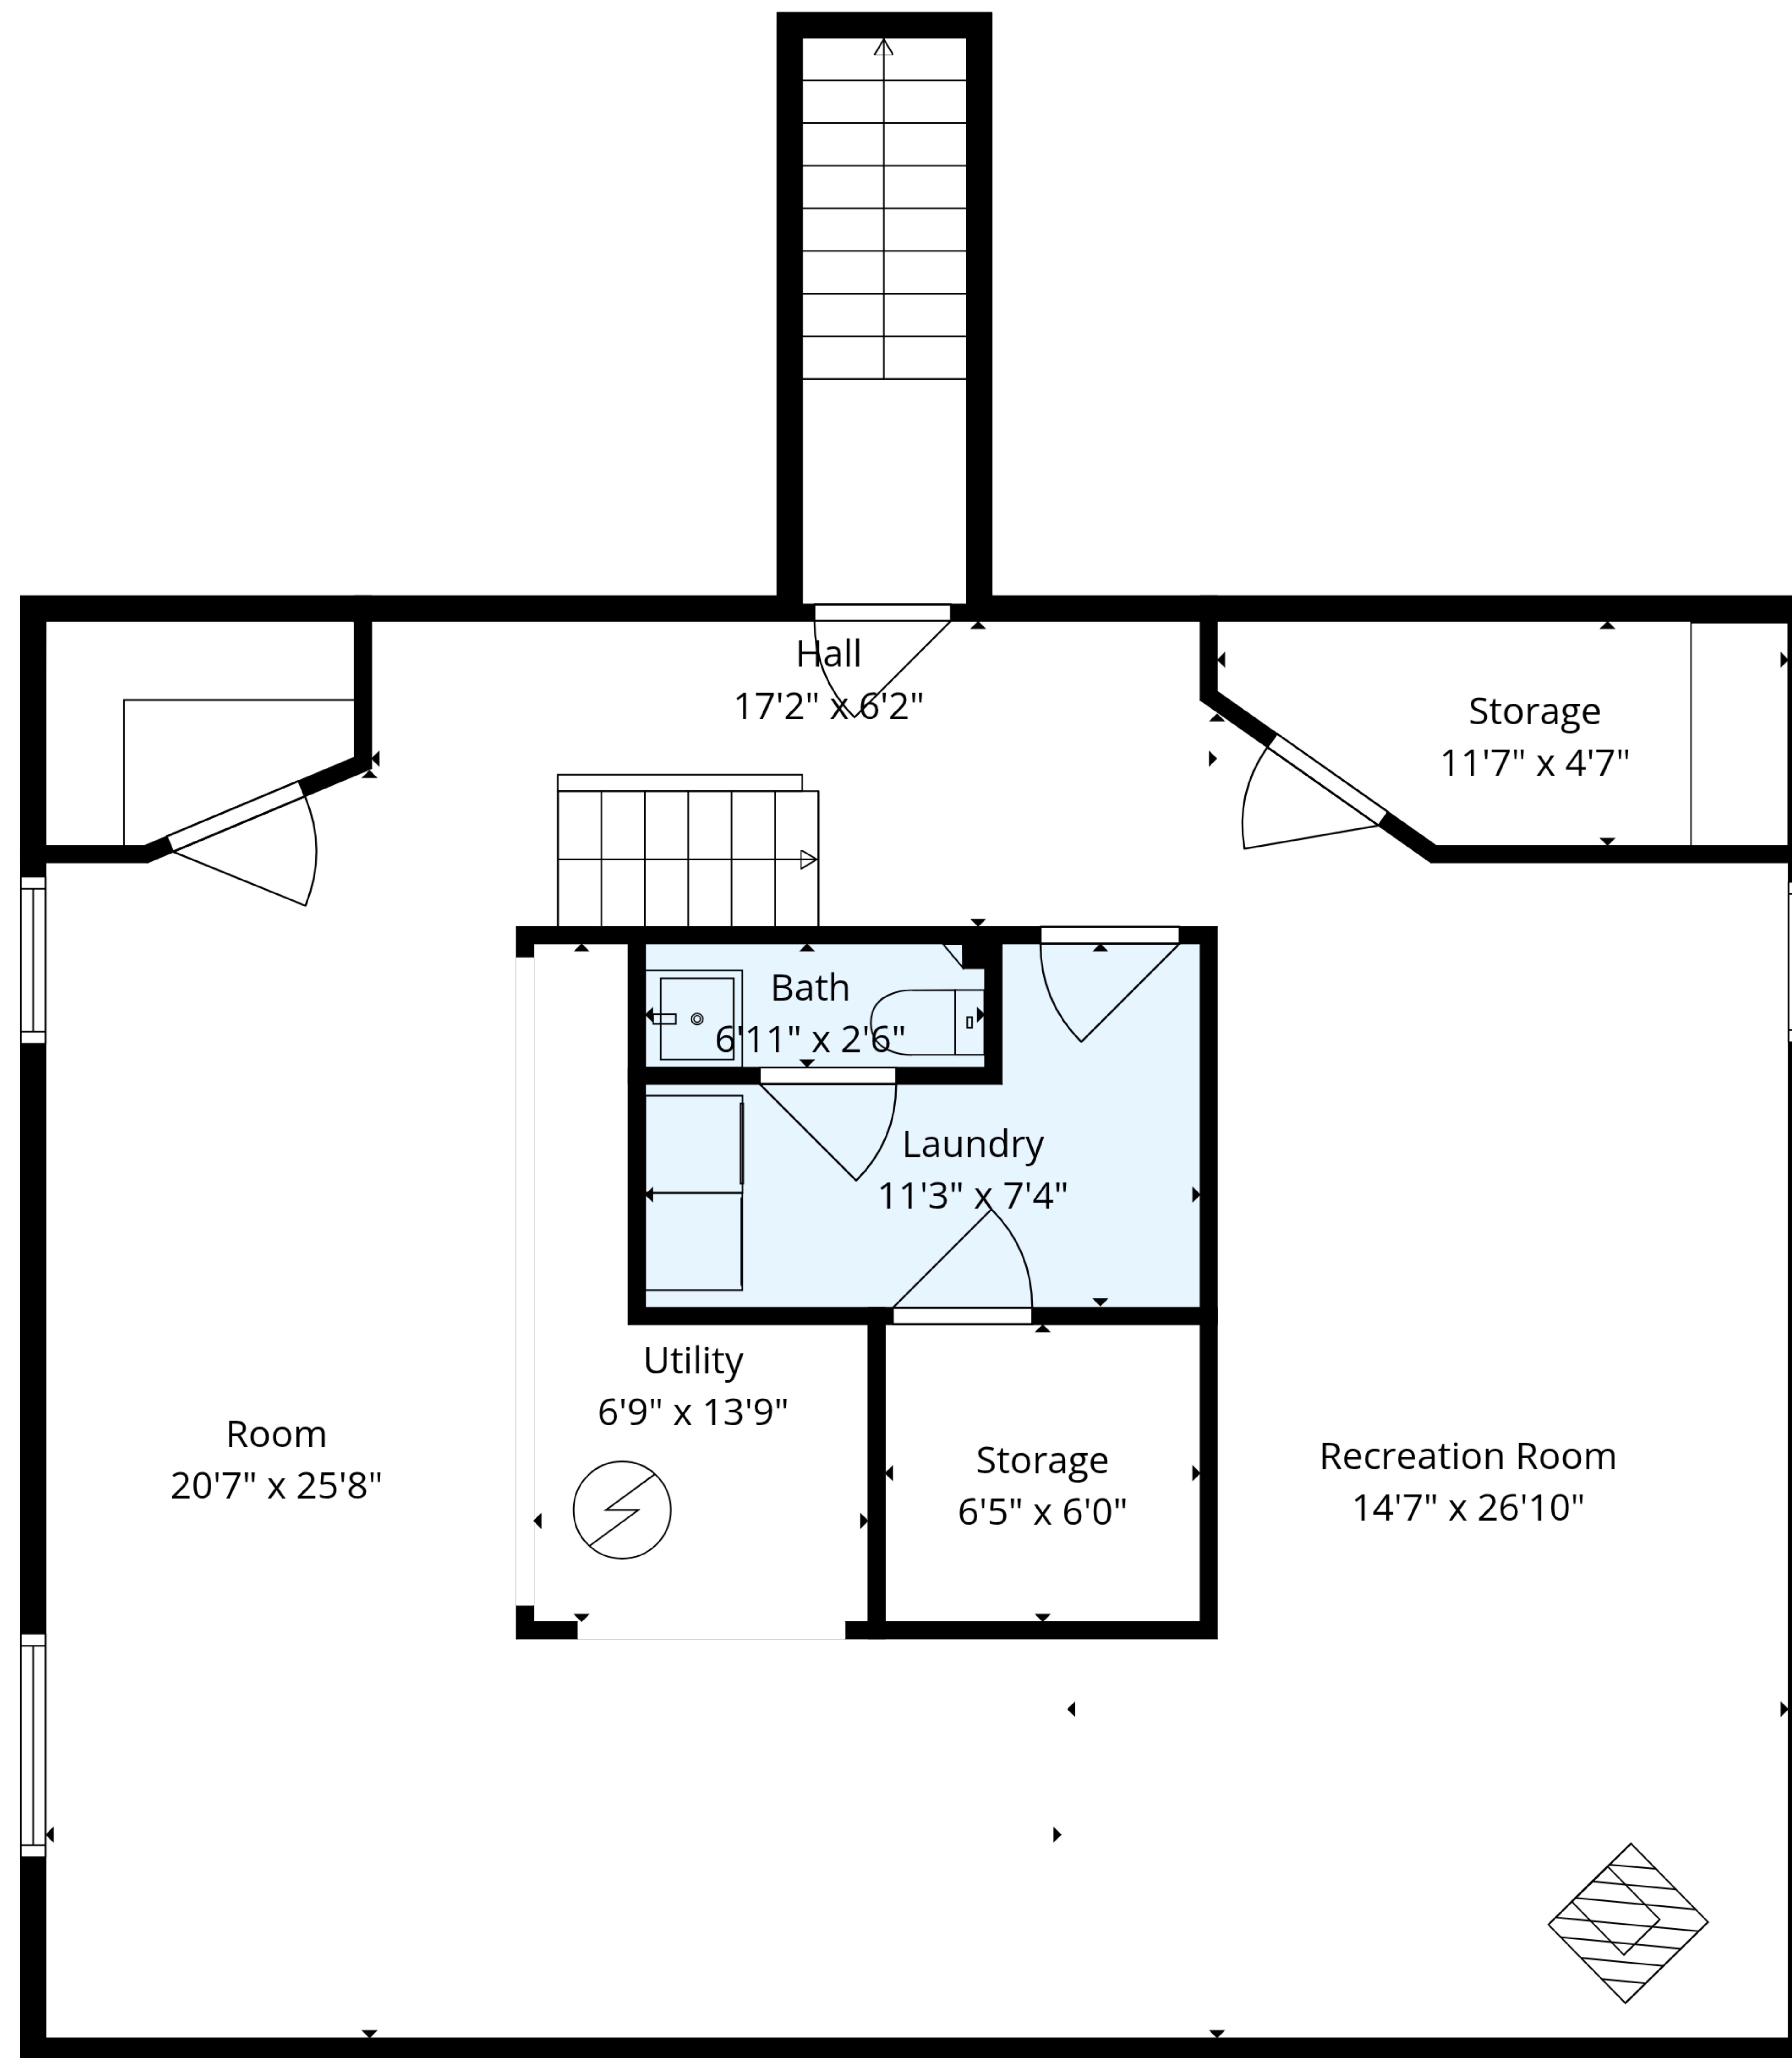 Hall
17'2" x 6'2"
Storage
11'7" x 4'7"
Bath
6'11" x 2'6"
Laundry
11'3" x 7'4"
Utility
6'9" x 13'9"
Room
20'7" x 25'8"
Storage
6'5" x 6'0"
Recreation Room
14'7" x 26'10"